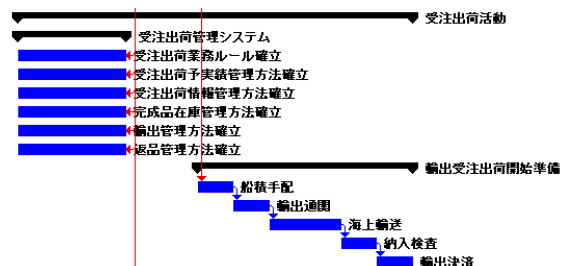 受注出荷活動
受注出荷管理システム
受注出荷業務ルール確立
受注出荷予実績管理方法確立
受注出荷情報管理方法確立
完成品在庫管理方法確立
輸出管理方法確立
返品管理方法確立
輸出受注出荷開始準備
船積手配
輸出通関
海上輸送
納入検査
輸出決済